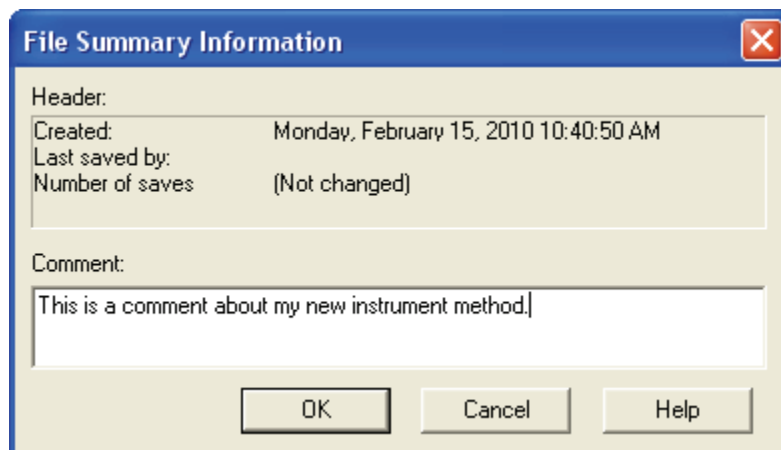 File Summary Information
Header:
Created: Monday, February 15, 2010 10:40:50 AM
Last saved by:
Number of saves (Not changed)
Comment:
This is a comment about my new instrument method.
OK Cancel Help